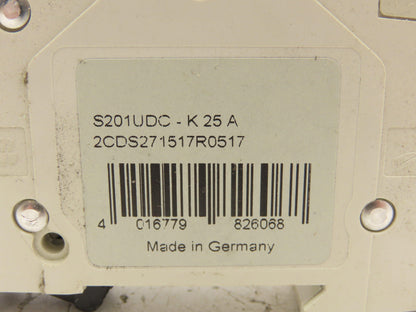 S201UDC - K 25 A
2CDS271517R0517
4 016779 826068
Made in Germany